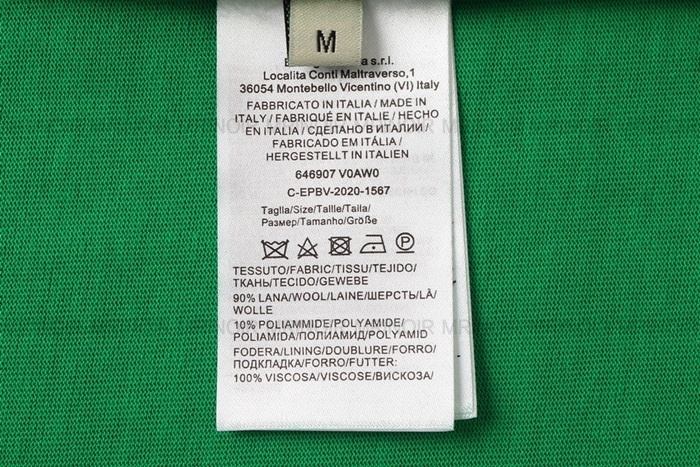 M
s.r.l.
Localita Conti Maltraverso,1
36054 Montebello Vicentino (VI) Italy
FABBRICATO IN ITALIA / MADE IN
ITALY / FABRIQUÉ EN ITALIE / HECHO
EN ITALIA / СДЕЛАНО В ИТАЛИИ /
FABRICADO EM ITÁLIA /
HERGESTELLT IN ITALIEN
646907 V0AW0
C-EPBV-2020-1567
Taglia/Size/Taille/Talla/
Размер/Tamanho/Größe
P
TESSUTO/FABRIC/TISSU/TEJIDO/
ТКАНЬ/TECIDO/GEWEBE
90% LANA/WOOL/LAINE/ШЕРСТЬ/LÃ/
WOLLE
10% POLIAMMIDE/POLYAMIDE/
POLIAMIDA/ПОЛИАМИД/POLYAMID
FODERA/LINING/DOUBLURE/FORRO/
ПОДКЛАДКА/FORRO/FUTTER:
100% VISCOSA/VISCOSE/ВИСКОЗА/